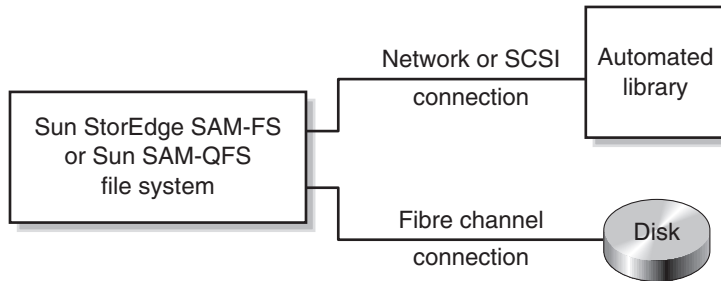 Sun StorEdge SAM-FS
or Sun SAM-QFS
file system
Network or SCSI
connection
Automated
library
Fibre channel
connection
Disk